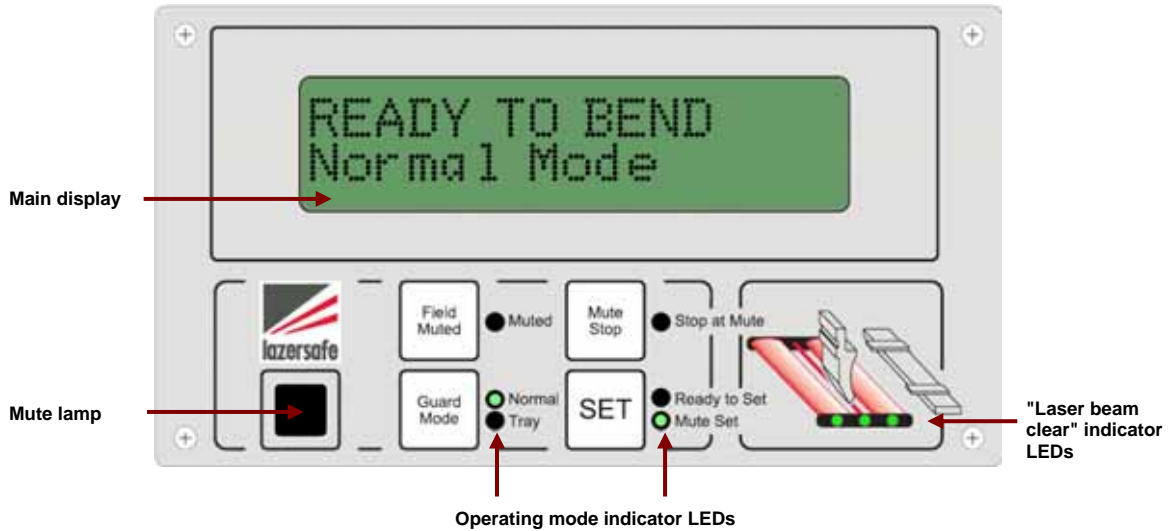 READY TO BEND
Normal Mode
Main display
lazersafe
Field
Muted
Muted
Mute
Stop
Stop at Mute
Mute lamp
Guard
Mode
Normal
Tray
SET
Ready to Set
Mute Set
"Laser beam
clear" indicator
LEDs
Operating mode indicator LEDs